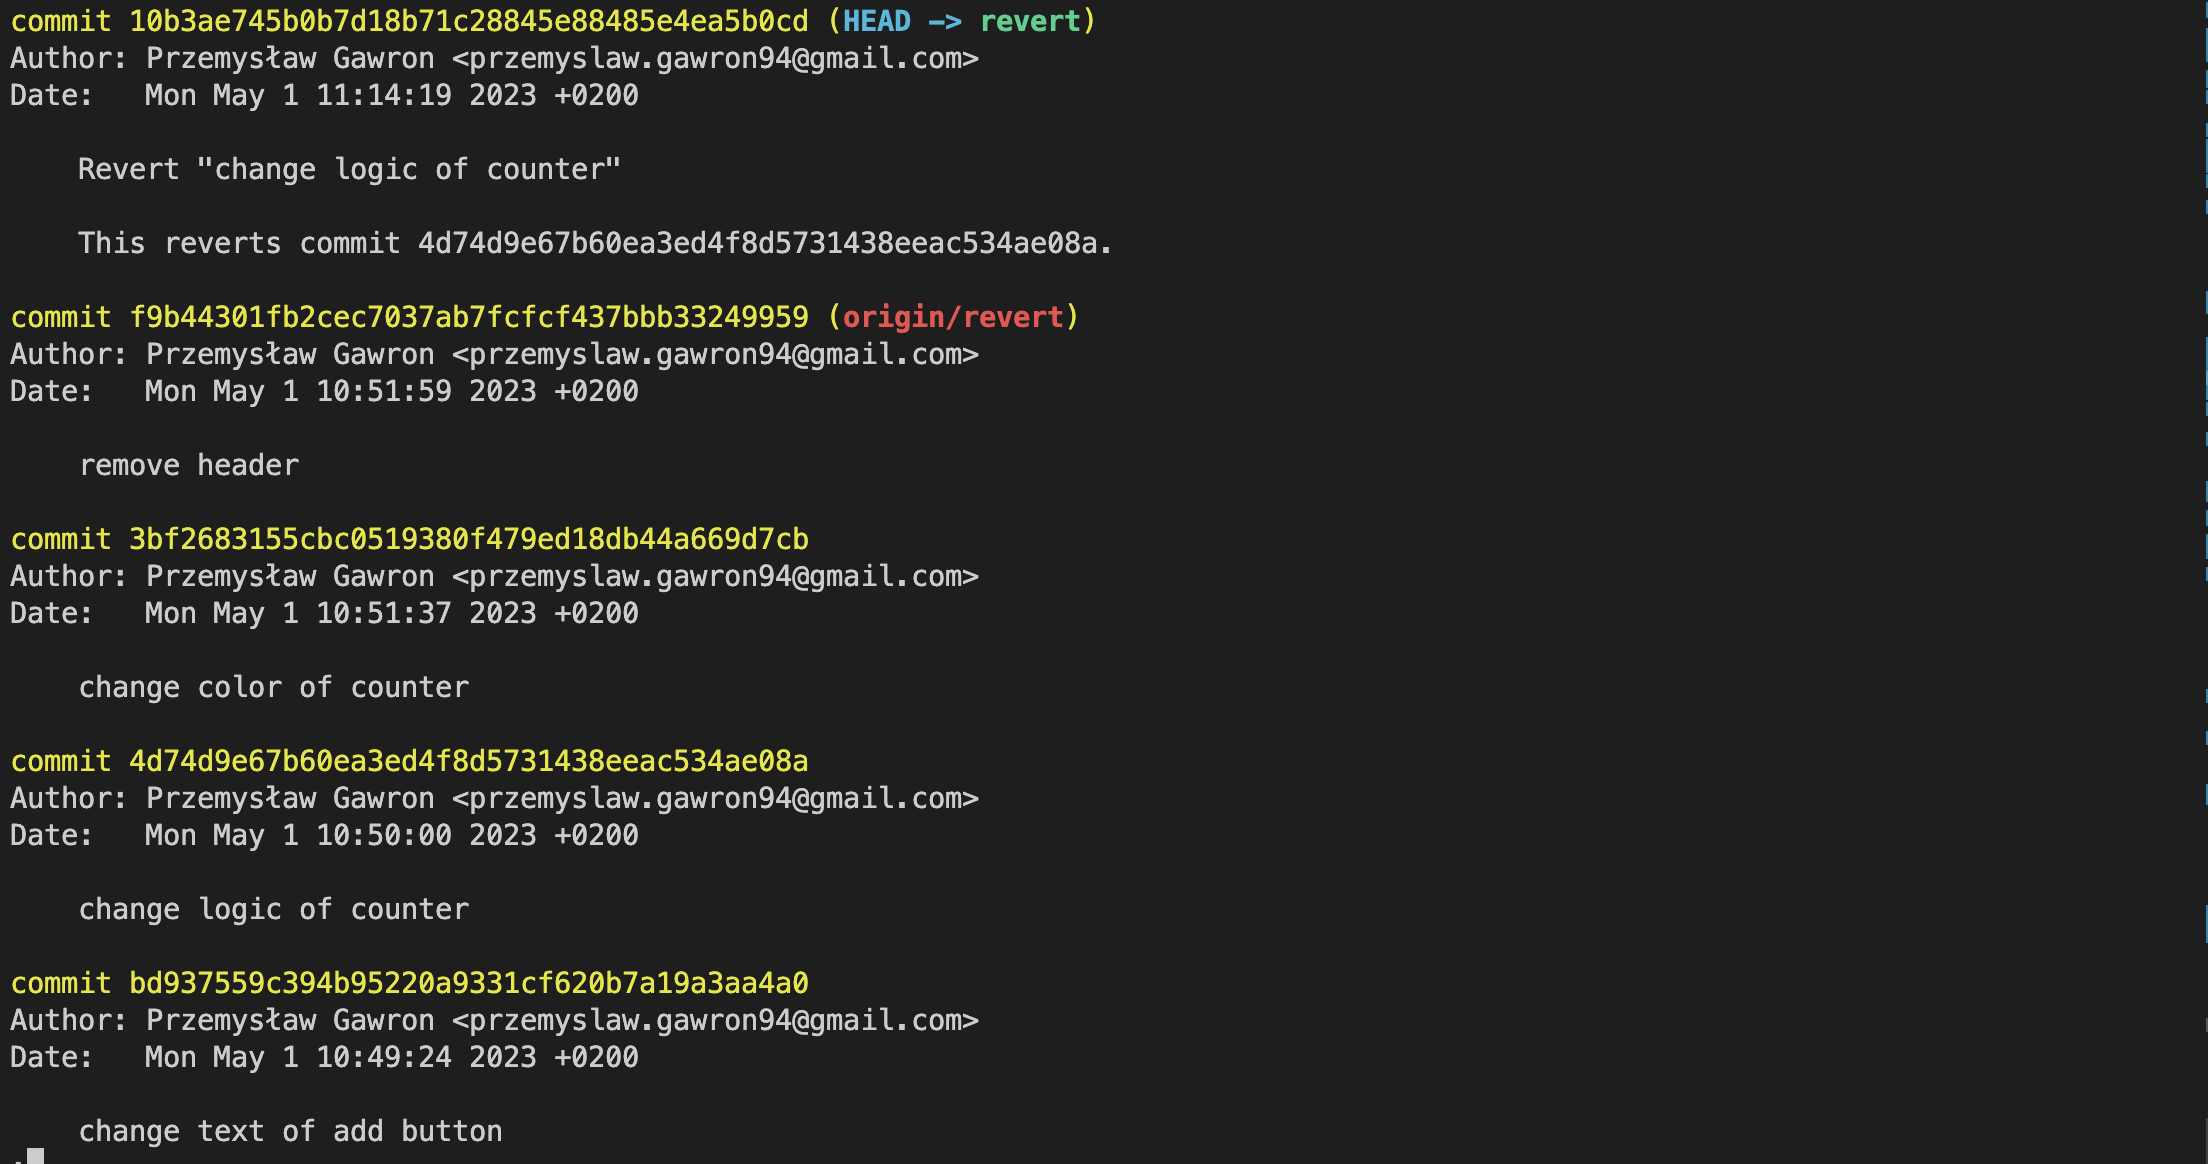 commit 10b3ae745b0b7d18b71c28845e88485e4ea5b0cd (HEAD -> revert)
Author: Przemysław Gawron <przemyslaw.gawron94@gmail.com>
Date:   Mon May 1 11:14:19 2023 +0200
Revert "change logic of counter"
This reverts commit 4d74d9e67b60ea3ed4f8d5731438eeac534ae08a.
commit f9b44301fb2cec7037ab7fcfcf437bbb33249959 (origin/revert)
Author: Przemysław Gawron <przemyslaw.gawron94@gmail.com>
Date:   Mon May 1 10:51:59 2023 +0200
remove header
commit 3bf2683155cbc0519380f479ed18db44a669d7cb
Author: Przemysław Gawron <przemyslaw.gawron94@gmail.com>
Date:   Mon May 1 10:51:37 2023 +0200
change color of counter
commit 4d74d9e67b60ea3ed4f8d5731438eeac534ae08a
Author: Przemysław Gawron <przemyslaw.gawron94@gmail.com>
Date:   Mon May 1 10:50:00 2023 +0200
change logic of counter
commit bd937559c394b95220a9331cf620b7a19a3aa4a0
Author: Przemysław Gawron <przemyslaw.gawron94@gmail.com>
Date:   Mon May 1 10:49:24 2023 +0200
change text of add button